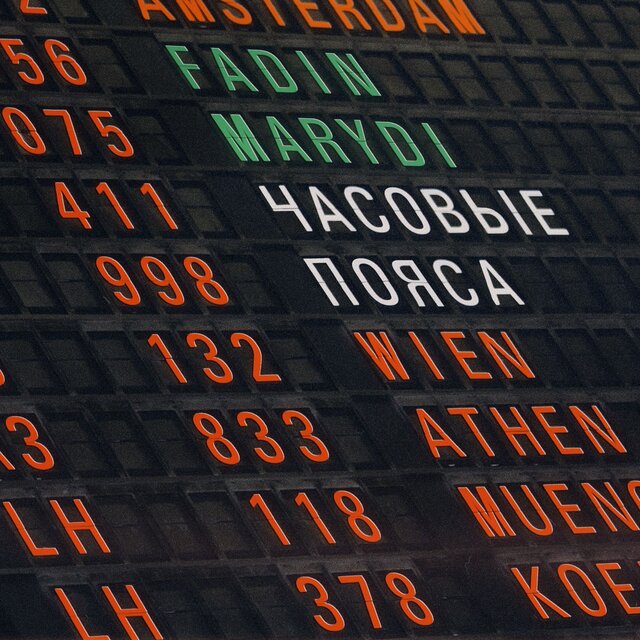 AMSTERDAM
56 FADIN
075 MARYDI
411 ЧАСОВЫЕ
998 ПОЯСА
132 WIEN
3 833 ATHEN
LH 118 MUENC
LH 378 KOE